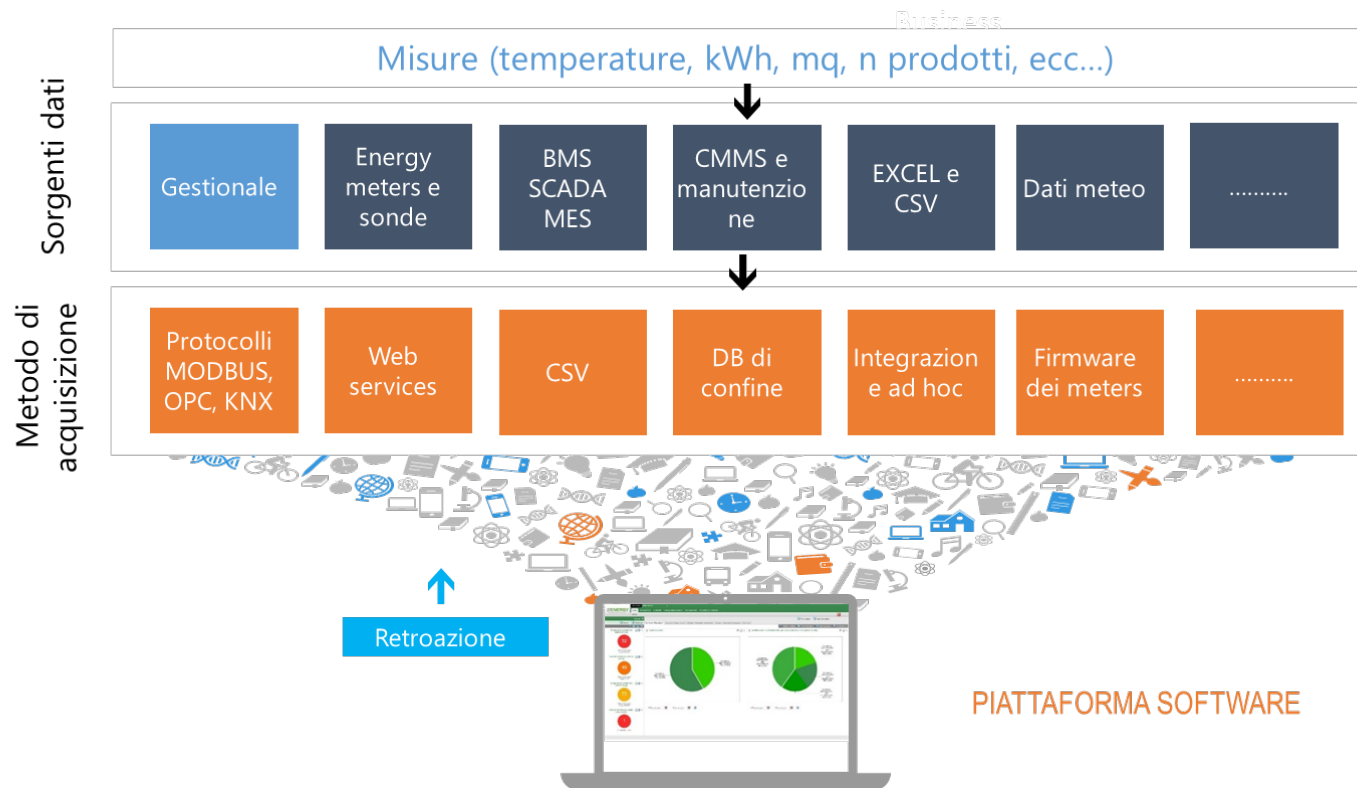 Business
Misure (temperature, kWh, mq, n prodotti, ecc…)
Sorgenti dati
Gestionale
Energy
meters e
sonde
BMS
SCADA
MES
CMMS e
manutenzio
ne
EXCEL e
CSV
Dati meteo
..........
Metodo di
acquisizione
Protocolli
MODBUS,
OPC, KNX
Web
services
CSV
DB di
confine
Integrazion
e ad hoc
Firmware
dei meters
..........
Retroazione
PIATTAFORMA SOFTWARE